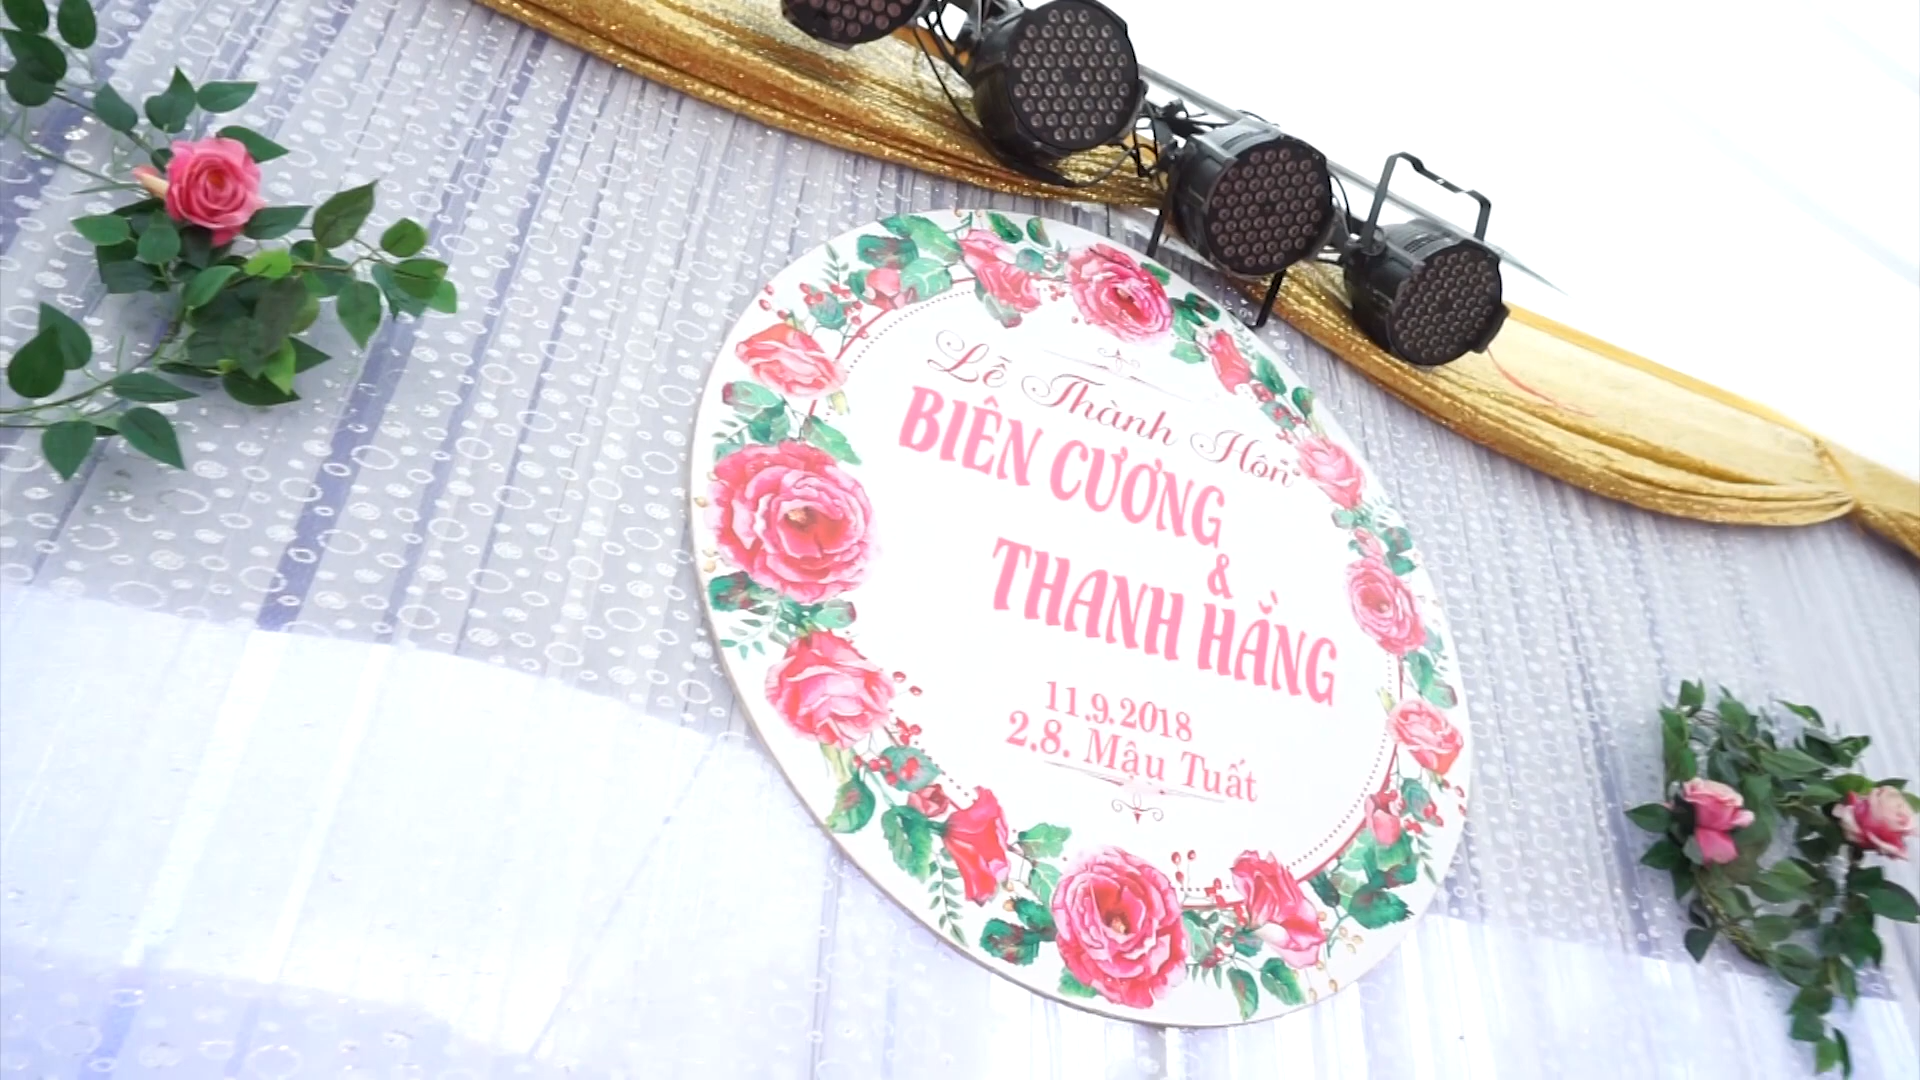 Lễ Thành Hôn
BIÊN CƯƠNG
&
THANH HẰNG
11.9.2018
2.8. Mậu Tuất